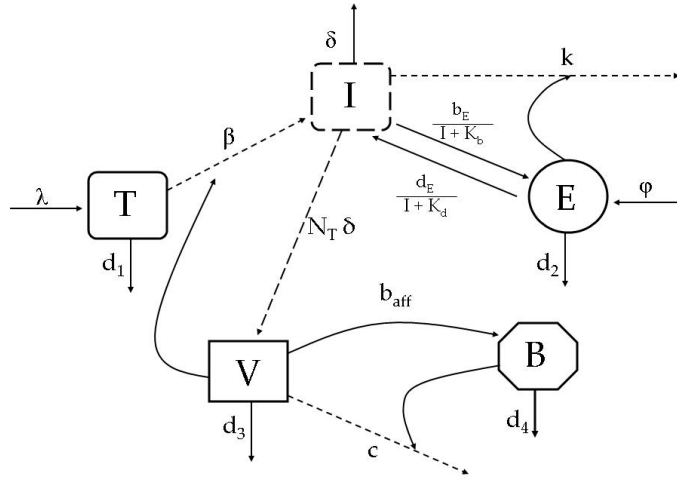 δ
k
I
b_E
I + K_b
β
d_E
I + K_d
λ
T
E
φ
N_T δ
d_1
d_2
b_aff
V
B
d_3
d_4
c